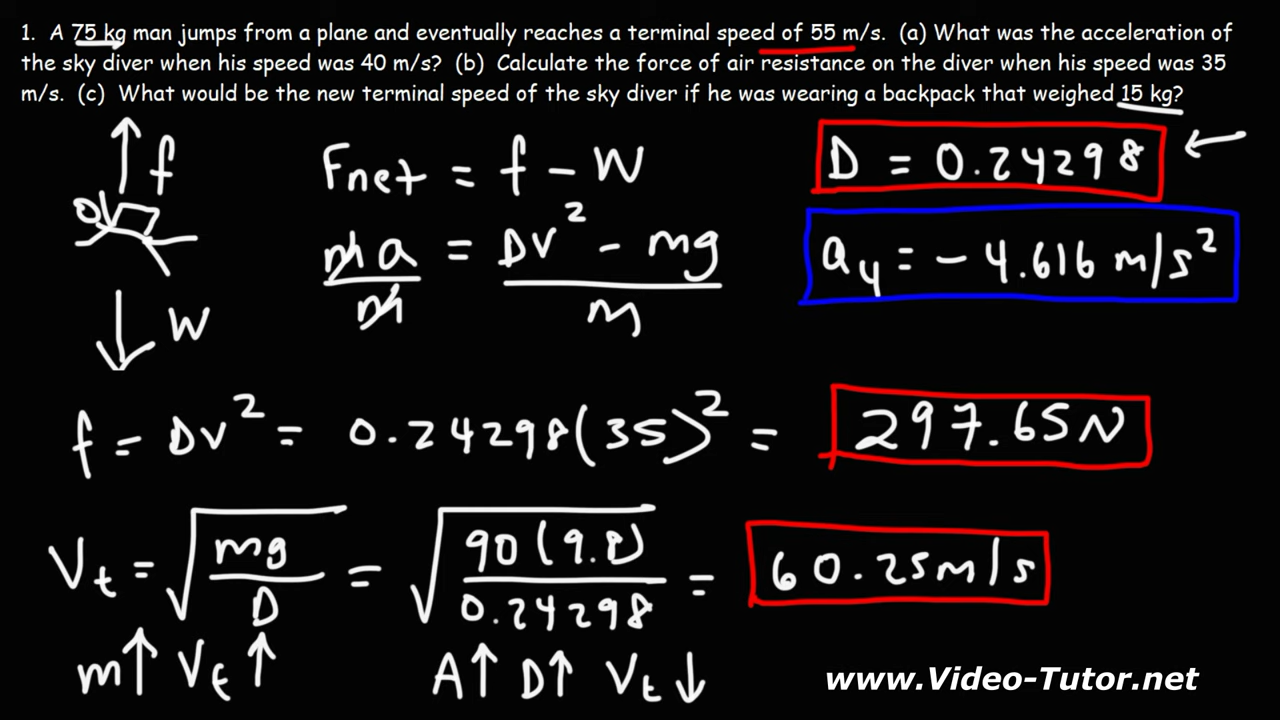 1. A 75 kg man jumps from a plane and eventually reaches a terminal speed of 55 m/s. (a) What was the acceleration of
the sky diver when his speed was 40 m/s? (b) Calculate the force of air resistance on the diver when his speed was 35
m/s. (c) What would be the new terminal speed of the sky diver if he was wearing a backpack that weighed 15 kg?
f
Fnet = f - W
D = 0.24298
ma/m = (Dv² - mg)/m
ay = -4.616 m/s²
W
f = Dv² = 0.24298(35)² = 297.65N
Vt = √(mg/D) = √(90(9.8)/0.24298) = 60.25m/s
m↑ Vt↑ A↑ D↑ Vt↓
www.Video-Tutor.net